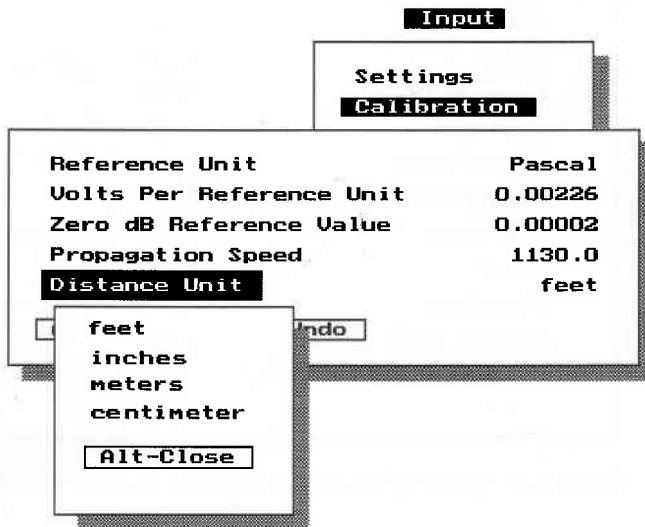 Input
Settings
Calibration
Reference Unit Pascal
Volts Per Reference Unit 0.00226
Zero dB Reference Value 0.00002
Propagation Speed 1130.0
Distance Unit feet
feet
inches
meters
centimeter
Alt-Close